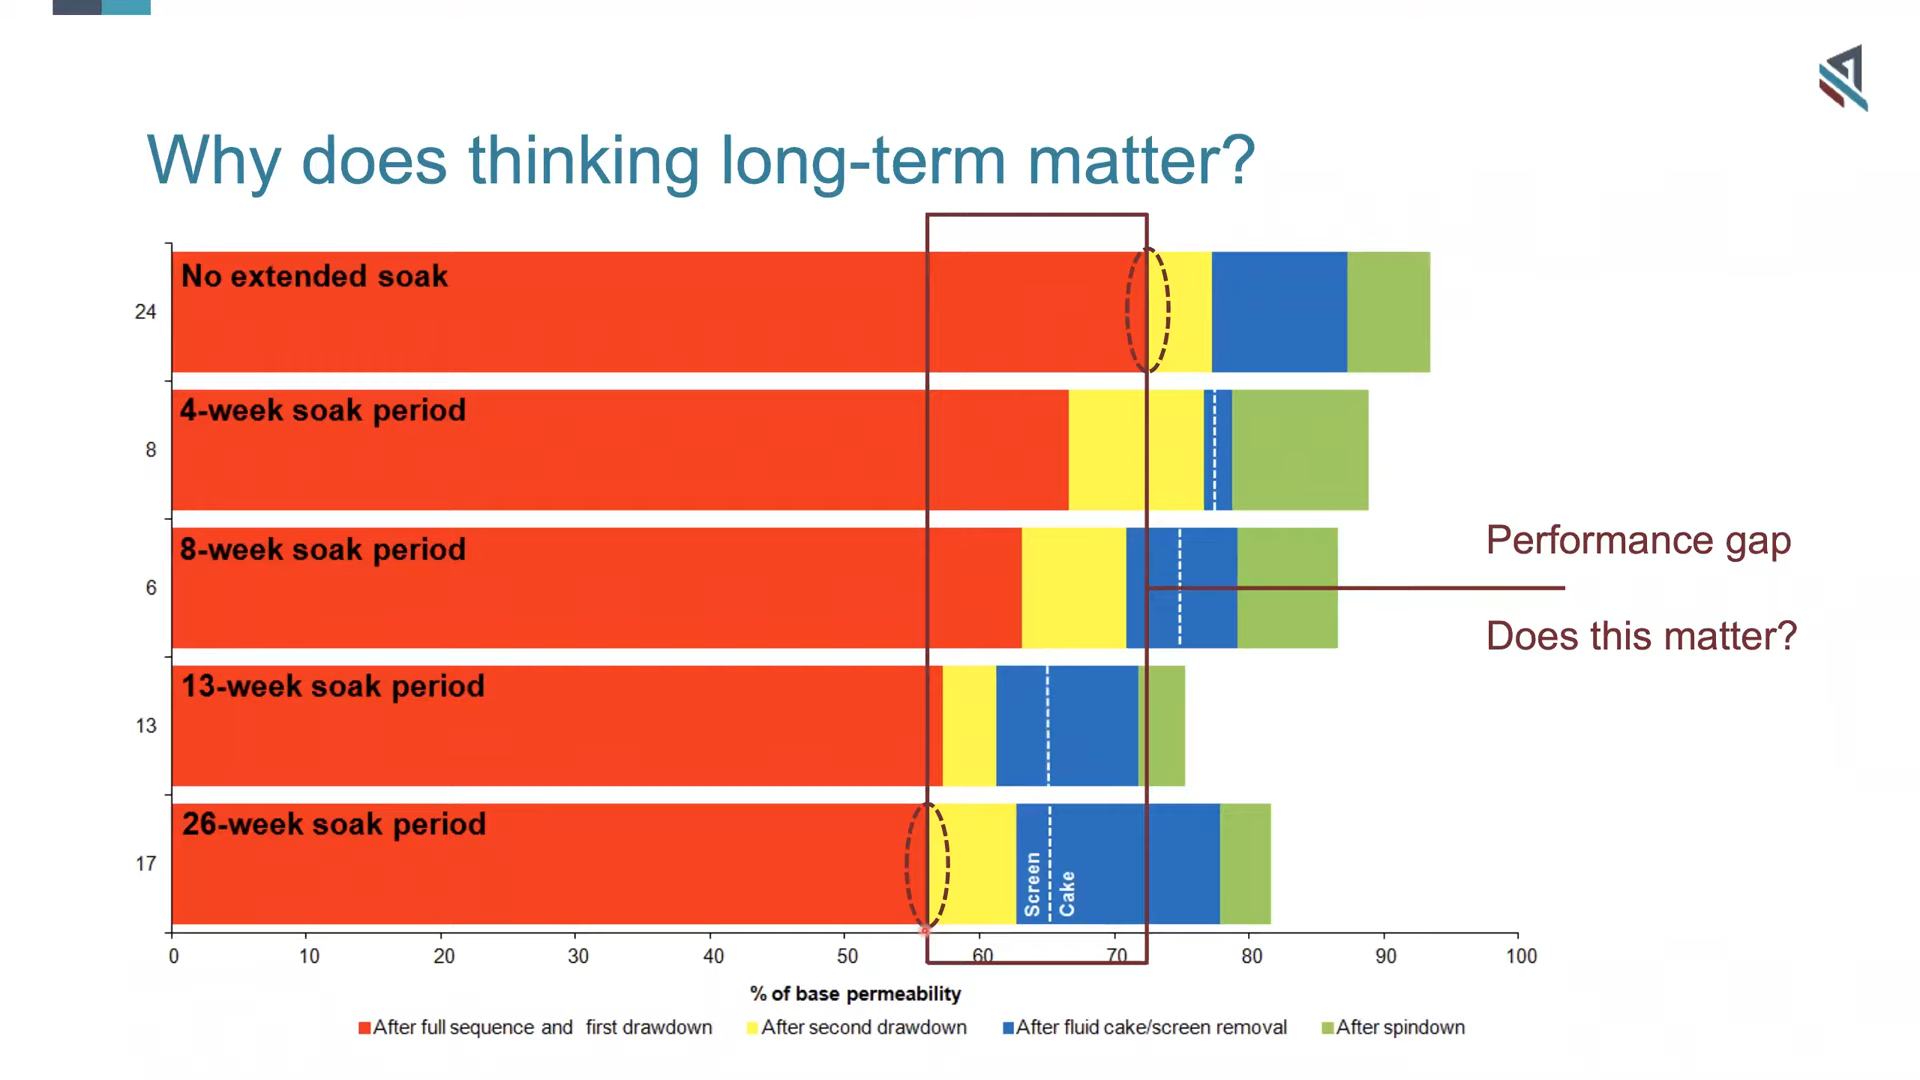 Why does thinking long-term matter?
No extended soak
24
4-week soak period
8
8-week soak period
6
13-week soak period
13
26-week soak period
17
Screen
Cake
Performance gap
Does this matter?
0 10 20 30 40 50 60 70 80 90 100
% of base permeability
After full sequence and first drawdown After second drawdown After fluid cake/screen removal After spindown